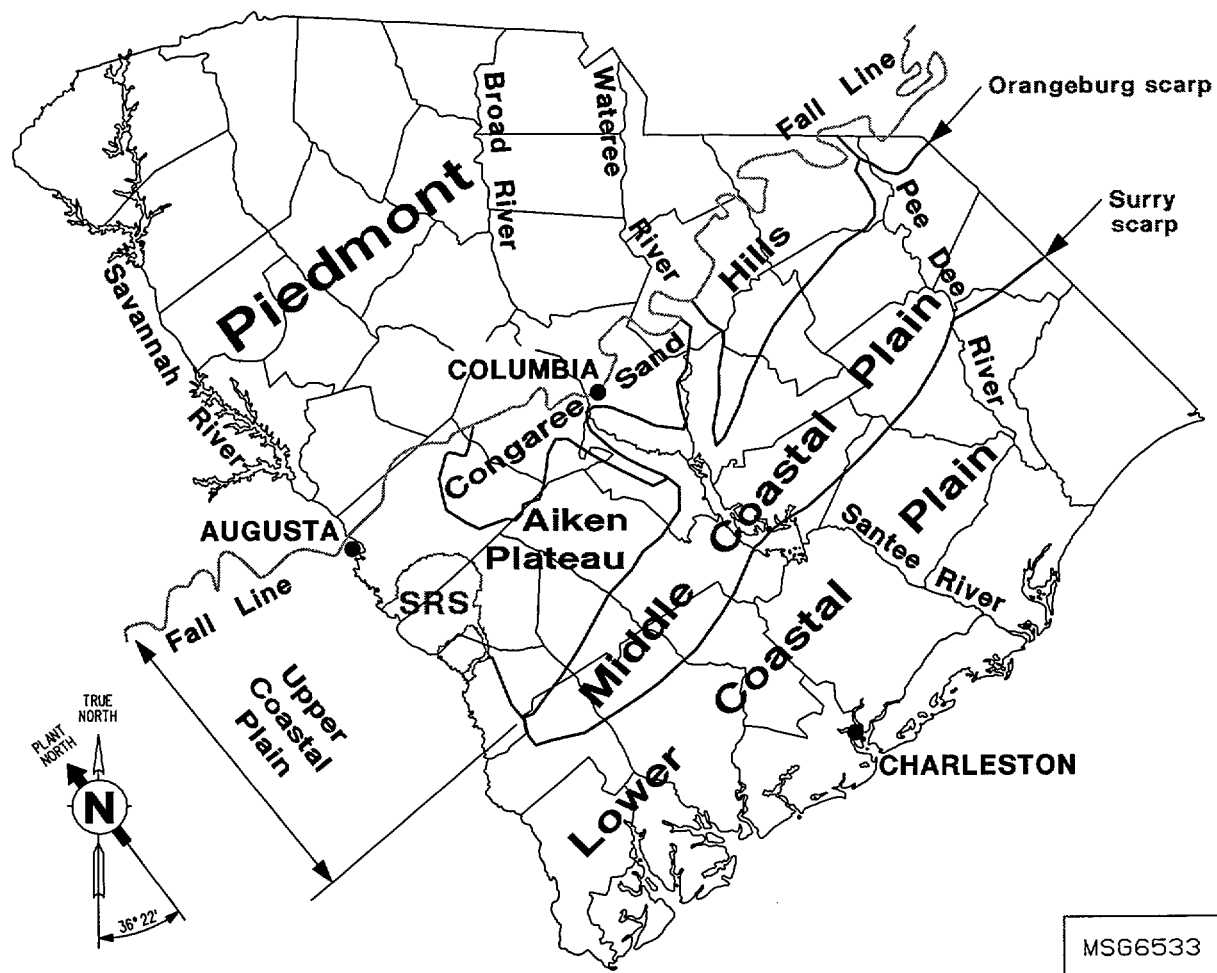 Fall Line
Orangeburg scarp
Broad River
Wateree River
Piedmont
Pee Dee River
Surry
scarp
Savannah River
COLUMBIA
Congaree Sand Hills
Middle Coastal Plain
Lower Coastal Plain
AUGUSTA
Aiken
Plateau
Santee River
SRS
Fall Line
Upper
Coastal
Plain
TRUE
NORTH
PLANT
NORTH
N
36° 22'
CHARLESTON
MSG6533